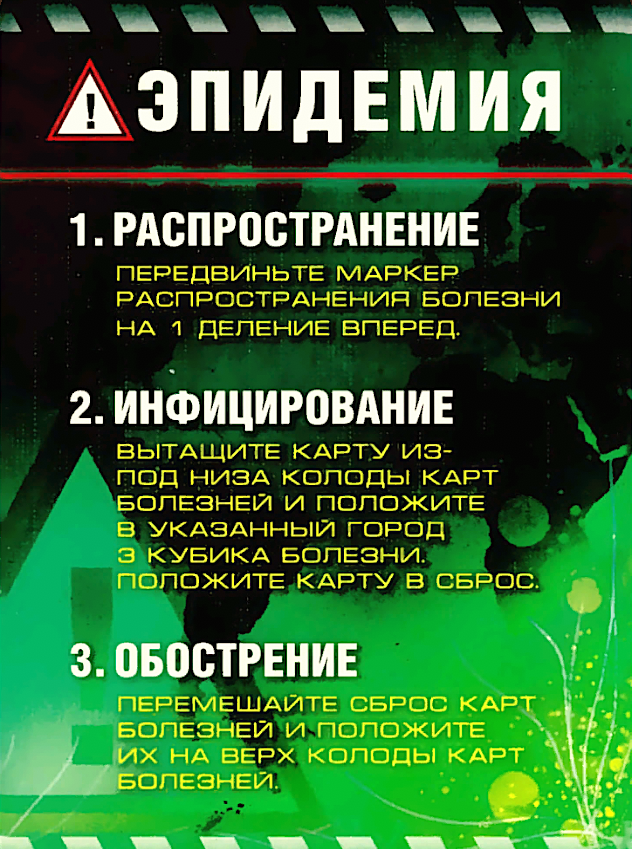 ЭПИДЕМИЯ
1. РАСПРОСТРАНЕНИЕ
ПЕРЕДВИНЬТЕ МАРКЕР
РАСПРОСТРАНЕНИЯ БОЛЕЗНИ
НА 1 ДЕЛЕНИЕ ВПЕРЕД.
2. ИНФИЦИРОВАНИЕ
ВЫТАЩИТЕ КАРТУ ИЗ-
ПОД НИЗА КОЛОДЫ КАРТ
БОЛЕЗНЕЙ И ПОЛОЖИТЕ
В УКАЗАННЫЙ ГОРОД
3 КУБИКА БОЛЕЗНИ.
ПОЛОЖИТЕ КАРТУ В СБРОС.
3. ОБОСТРЕНИЕ
ПЕРЕМЕШАЙТЕ СБРОС КАРТ
БОЛЕЗНЕЙ И ПОЛОЖИТЕ
ИХ НА ВЕРХ КОЛОДЫ КАРТ
БОЛЕЗНЕЙ.